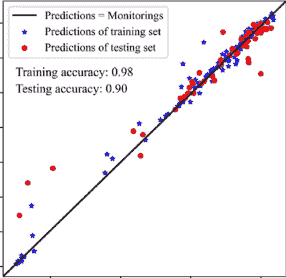 Predictions = Monitorings
Predictions of training set
Predictions of testing set
Training accuracy: 0.98
Testing accuracy: 0.90